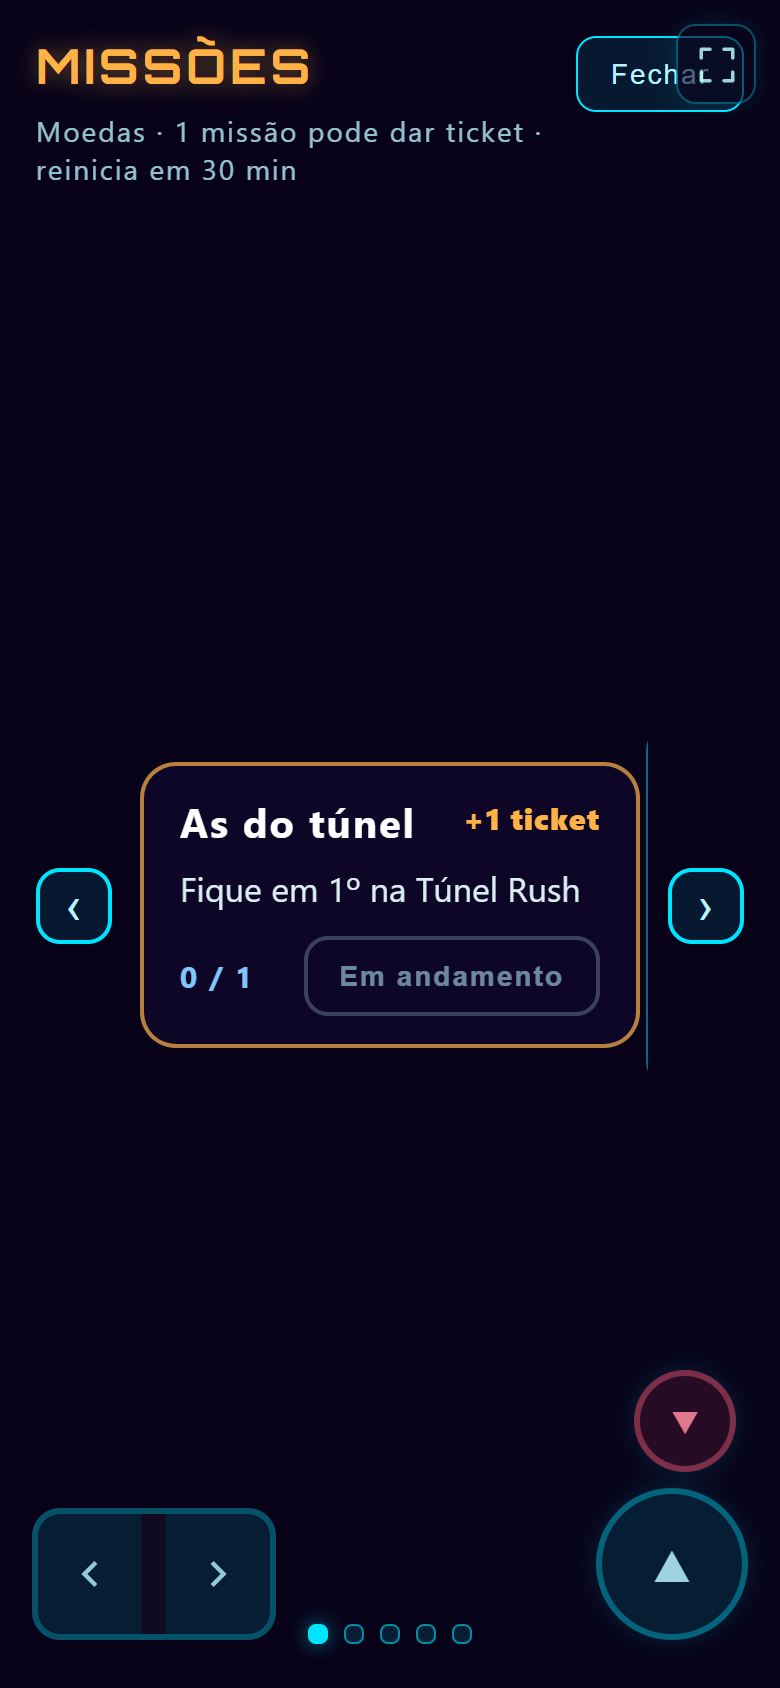 MISSÕES
Fechar
Moedas · 1 missão pode dar ticket ·
reinicia em 30 min
As do túnel
+1 ticket
Fique em 1º na Túnel Rush
0 / 1
Em andamento